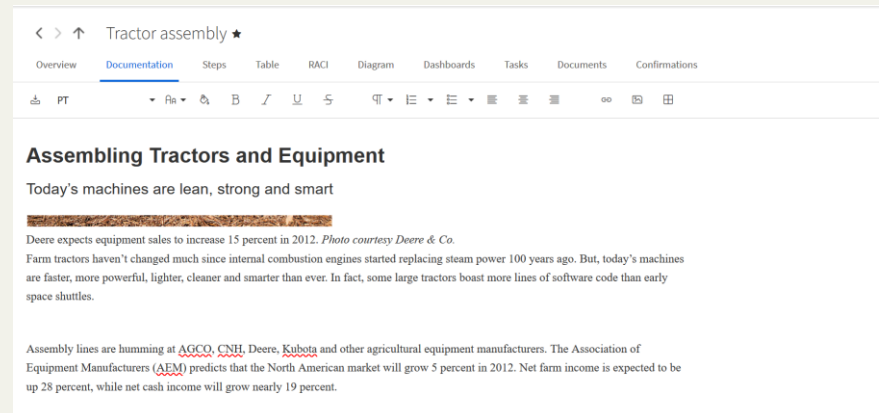 Tractor assembly
Overview Documentation Steps Table RACI Diagram Dashboards Tasks Documents Confirmations
PT
Assembling Tractors and Equipment
Today's machines are lean, strong and smart
Deere expects equipment sales to increase 15 percent in 2012. Photo courtesy Deere & Co.
Farm tractors haven't changed much since internal combustion engines started replacing steam power 100 years ago. But, today's machines
are faster, more powerful, lighter, cleaner and smarter than ever. In fact, some large tractors boast more lines of software code than early
space shuttles.
Assembly lines are humming at AGCO, CNH, Deere, Kubota and other agricultural equipment manufacturers. The Association of
Equipment Manufacturers (AEM) predicts that the North American market will grow 5 percent in 2012. Net farm income is expected to be
up 28 percent, while net cash income will grow nearly 19 percent.